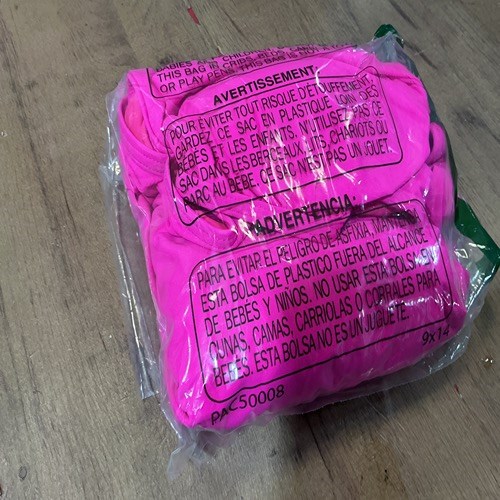 BABIES CHILDREN
THIS BAG IN CRIBS, BEDS,
OR PLAY PENS. THIS BAG IS NOT
AVERTISSEMENT:
POUR ÉVITER TOUT RISQUE D'ÉTOUFFEMENT,
GARDEZ CE SAC EN PLASTIQUE LOIN DES
BÉBÉS ET LES ENFANTS. N'UTILISEZ PAS CE
SAC DANS LES BERCEAUX, LITS, CHARIOTS OU
PARC AU BÉBÉ. CE SAC N'EST PAS UN JOUET.
ADVERTENCIA:
PARA EVITAR EL PELIGRO DE ASFIXIA, MANTENGA
ESTA BOLSA DE PLASTICO FUERA DEL ALCANCE
DE BEBES Y NIÑOS. NO USAR ESTA BOLSA EN
CUNAS, CAMAS, CARRIOLAS O CORRALES PARA
BEBES. ESTA BOLSA NO ES UN JUGUETE.
PAC50008 9x14